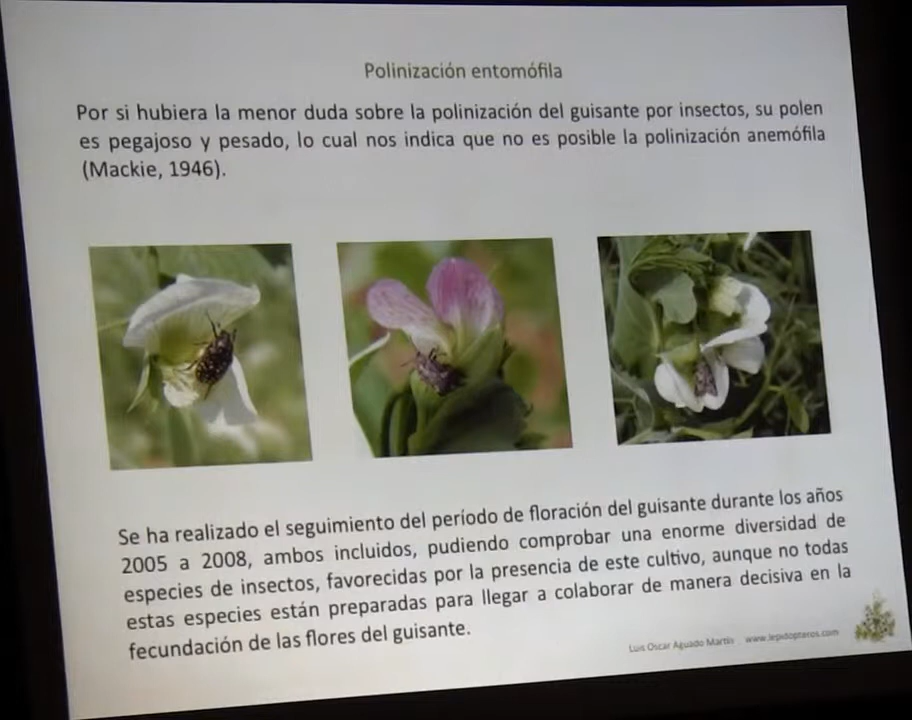 Polinización entomófila
Por si hubiera la menor duda sobre la polinización del guisante por insectos, su polen
es pegajoso y pesado, lo cual nos indica que no es posible la polinización anemófila
(Mackie, 1946).
Se ha realizado el seguimiento del período de floración del guisante durante los años
2005 a 2008, ambos incluidos, pudiendo comprobar una enorme diversidad de
especies de insectos, favorecidas por la presencia de este cultivo, aunque no todas
estas especies están preparadas para llegar a colaborar de manera decisiva en la
fecundación de las flores del guisante.
Luis Oscar Aguado Martín www.lepidopteros.com